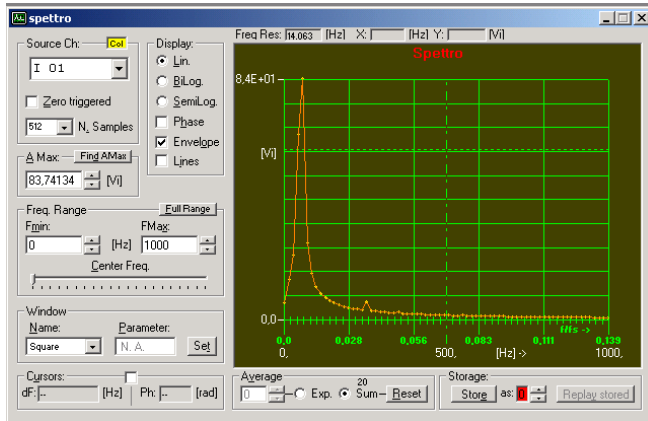 spettro
Source Ch: Col
I 01
Zero triggered
512 N. Samples
Display:
Lin.
BiLog.
SemiLog.
Phase
Envelope
Lines
A Max: Find AMax
83,74134 [Vi]
Freq. Range Full Range
Fmin: FMax:
0 [Hz] 1000
Center Freq.
Window
Name: Parameter:
Square N. A. Set
Cursors:
dF: -- [Hz] Ph: -- [rad]
Freq Res: 14.063 [Hz] X: [Hz] Y: [Vi]
Spettro
8,4E+01
[Vi]
0,0
f/fs ->
0,0 0,028 0,056 0,083 0,111 0,139
0, 500, [Hz] -> 1000,
Average
0 Exp. 20 Sum Reset
Storage:
Store as: 0 Replay stored